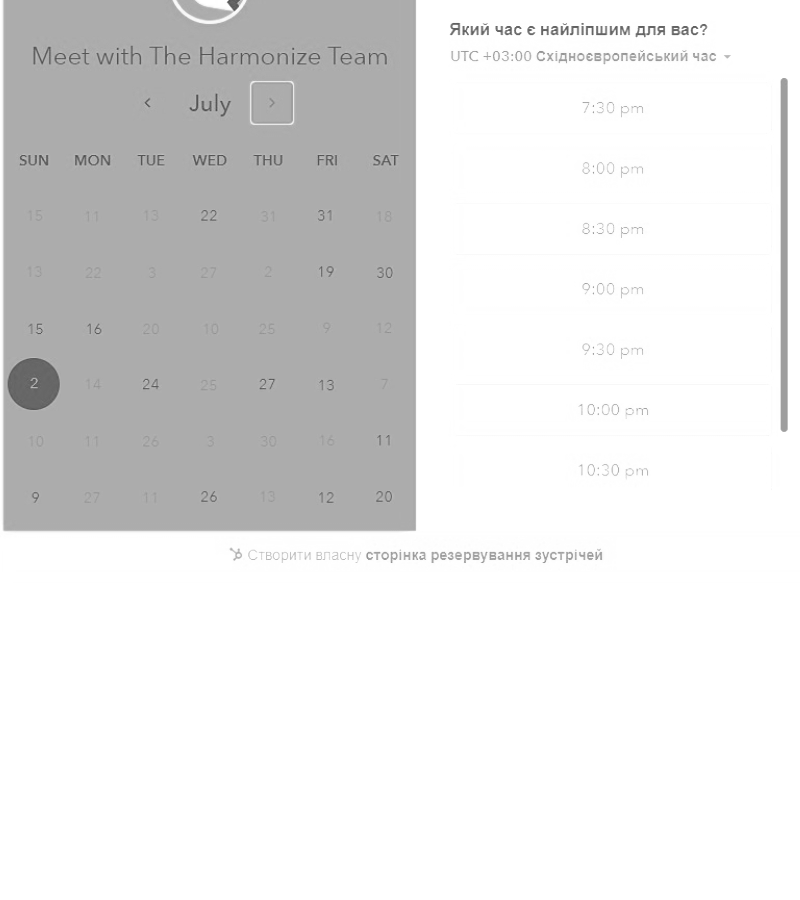 Meet with The Harmonize Team
July
SUN MON TUE WED THU FRI SAT
15 11 13 22 31 31 18
13 22 3 27 2 19 30
15 16 20 10 25 9 12
2 14 24 25 27 13 7
10 11 26 3 30 16 11
9 27 11 26 13 12 20
Який час є найліпшим для вас?
UTC +03:00 Східноєвропейський час
7:30 pm
8:00 pm
8:30 pm
9:00 pm
9:30 pm
10:00 pm
10:30 pm
Створити власну сторінка резервування зустрічей